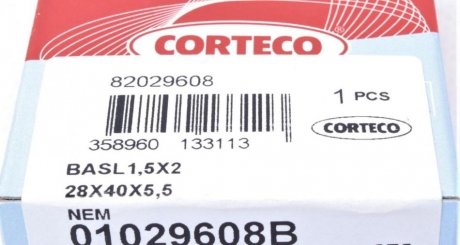 CORTECO
82029608
1 PCS
358960 133113
CORTECO
BASL1,5X2
28X40X5,5
NEM
01029608B